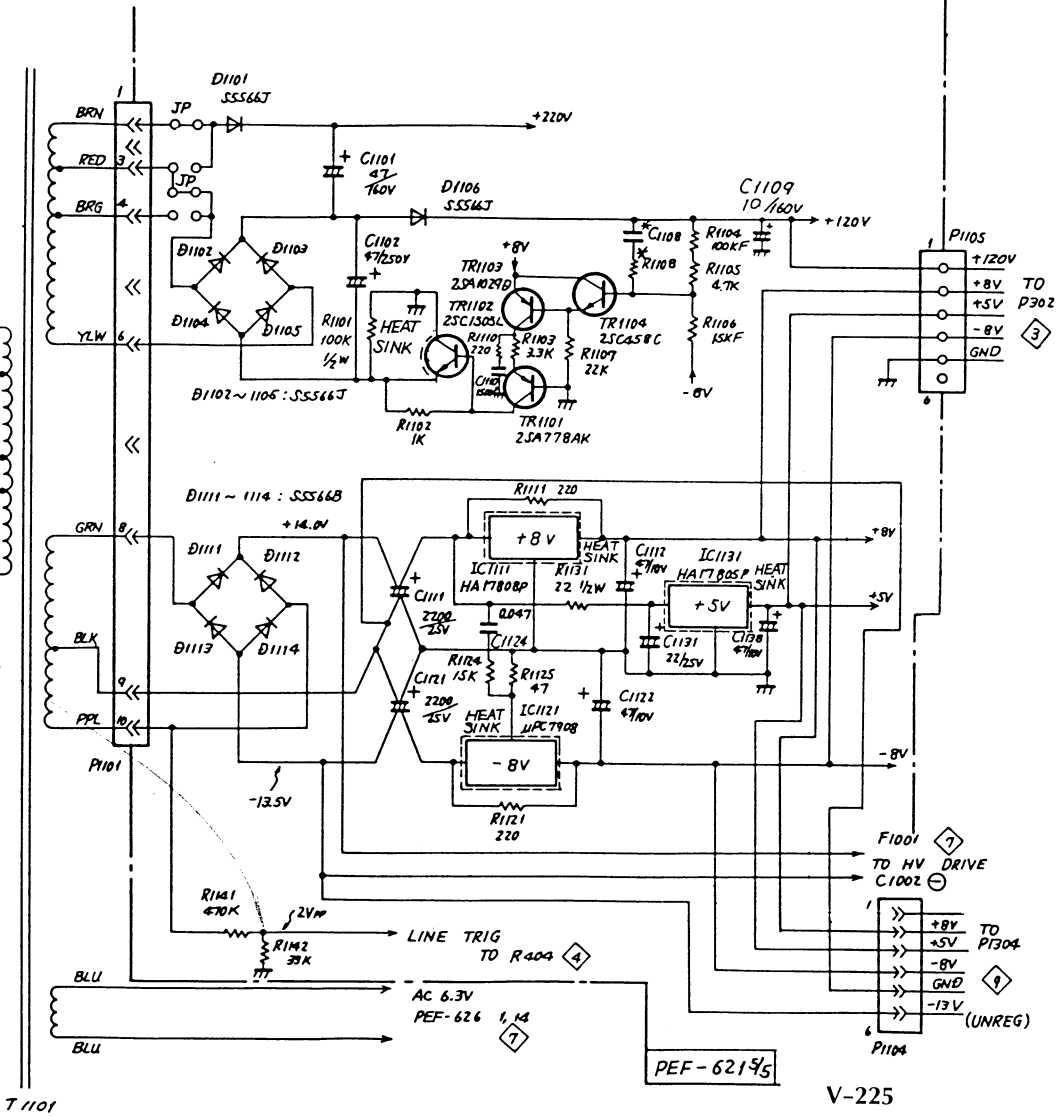 D1101
S5566J
1
BRN
JP
+220V
RED
3
C1101
47/160V
JP
D1106
S5566J
C1109
10/160V
BRG
4
+120V
D1102
D1103
C1102
47/250V
+8V
*
C1108
*
R1108
R1104
100KF
P1105
1
+120V
TR1103
2SA1029D
R1105
4.7K
+8V
TO
P302
+5V
TR1102
D1104
D1105
R1101
100K
1/2W
HEAT
SINK
R1110
220
R1103
3.3K
TR1104
2SC458C
R1106
15KF
-8V
3
YLW
6
R1107
22K
GND
C1110
D1102~1105 : S5566J
-8V
6
R1102
1K
TR1101
2SA778AK
D1111~1114 : S5566B
R1111 220
GRN
8
+14.0V
+8V
HEAT
SINK
+8V
D1111
D1112
IC1111
HA17808P
R1131
22 1/2W
C1112
47/10V
IC1131
HA17805P
HEAT
SINK
C1111
2200/25V
0.047
C1124
+5V
+5V
BLK
D1113
D1114
R1124
15K
R1125
47
C1131
22/25V
C1138
47/10V
9
C1121
2200/25V
C1122
47/10V
PPL
10
HEAT
SINK
IC1121
μPC7908
-8V
-8V
P1101
-13.5V
R1121
220
F1001
7
TO HV DRIVE
C1002 ⊖
R1141
470K
2Vpp
1
LINE TRIG
TO R404
4
+8V
TO
P1304
R1142
39K
+5V
-8V
9
BLU
AC 6.3V
GND
PEF-626 1, 14
-13V
(UNREG)
7
6
BLU
P1104
PEF-621 5/5
V-225
T1101